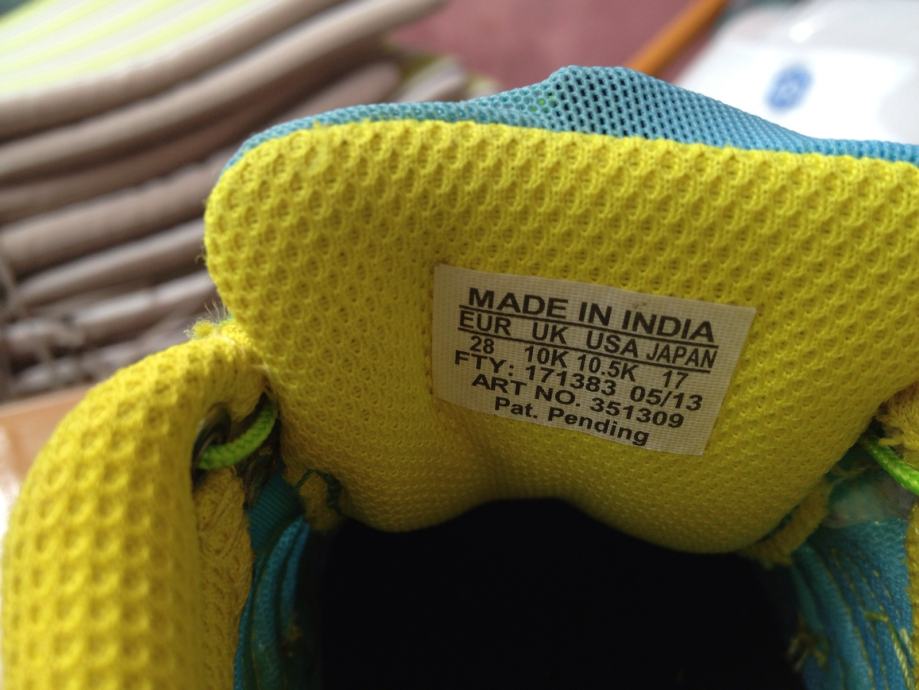 MADE IN INDIA
EUR UK USA JAPAN
28 10K 10.5K 17
FTY: 171383 05/13
ART NO. 351309
Pat. Pending